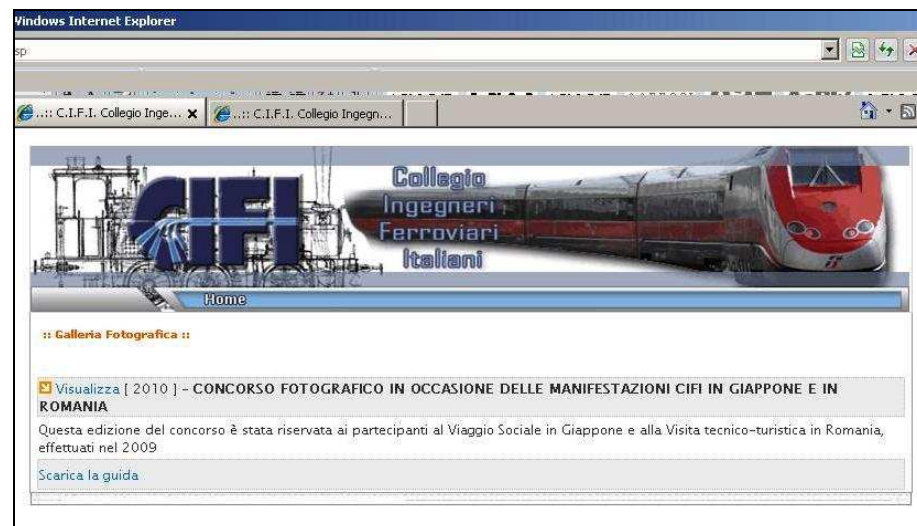 Windows Internet Explorer
sp
..:: C.I.F.I. Collegio Inge... ..:: C.I.F.I. Collegio Ingegn...
CIFI
Collegio
Ingegneri
Ferroviari
Italiani
Home
:: Galleria Fotografica ::
Visualizza [ 2010 ] - CONCORSO FOTOGRAFICO IN OCCASIONE DELLE MANIFESTAZIONI CIFI IN GIAPPONE E IN
ROMANIA
Questa edizione del concorso è stata riservata ai partecipanti al Viaggio Sociale in Giappone e alla Visita tecnico-turistica in Romania,
effettuati nel 2009
Scarica la guida